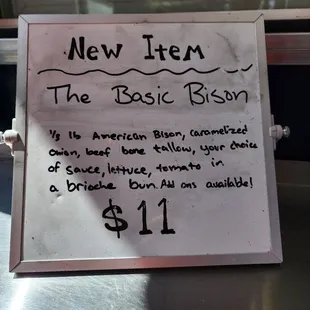 New Item
The Basic Bison
1/3 lb American Bison, caramelized
onion, beef bone tallow, your choice
of sauce, lettuce, tomato in
a brioche bun. Add ons available!
$11